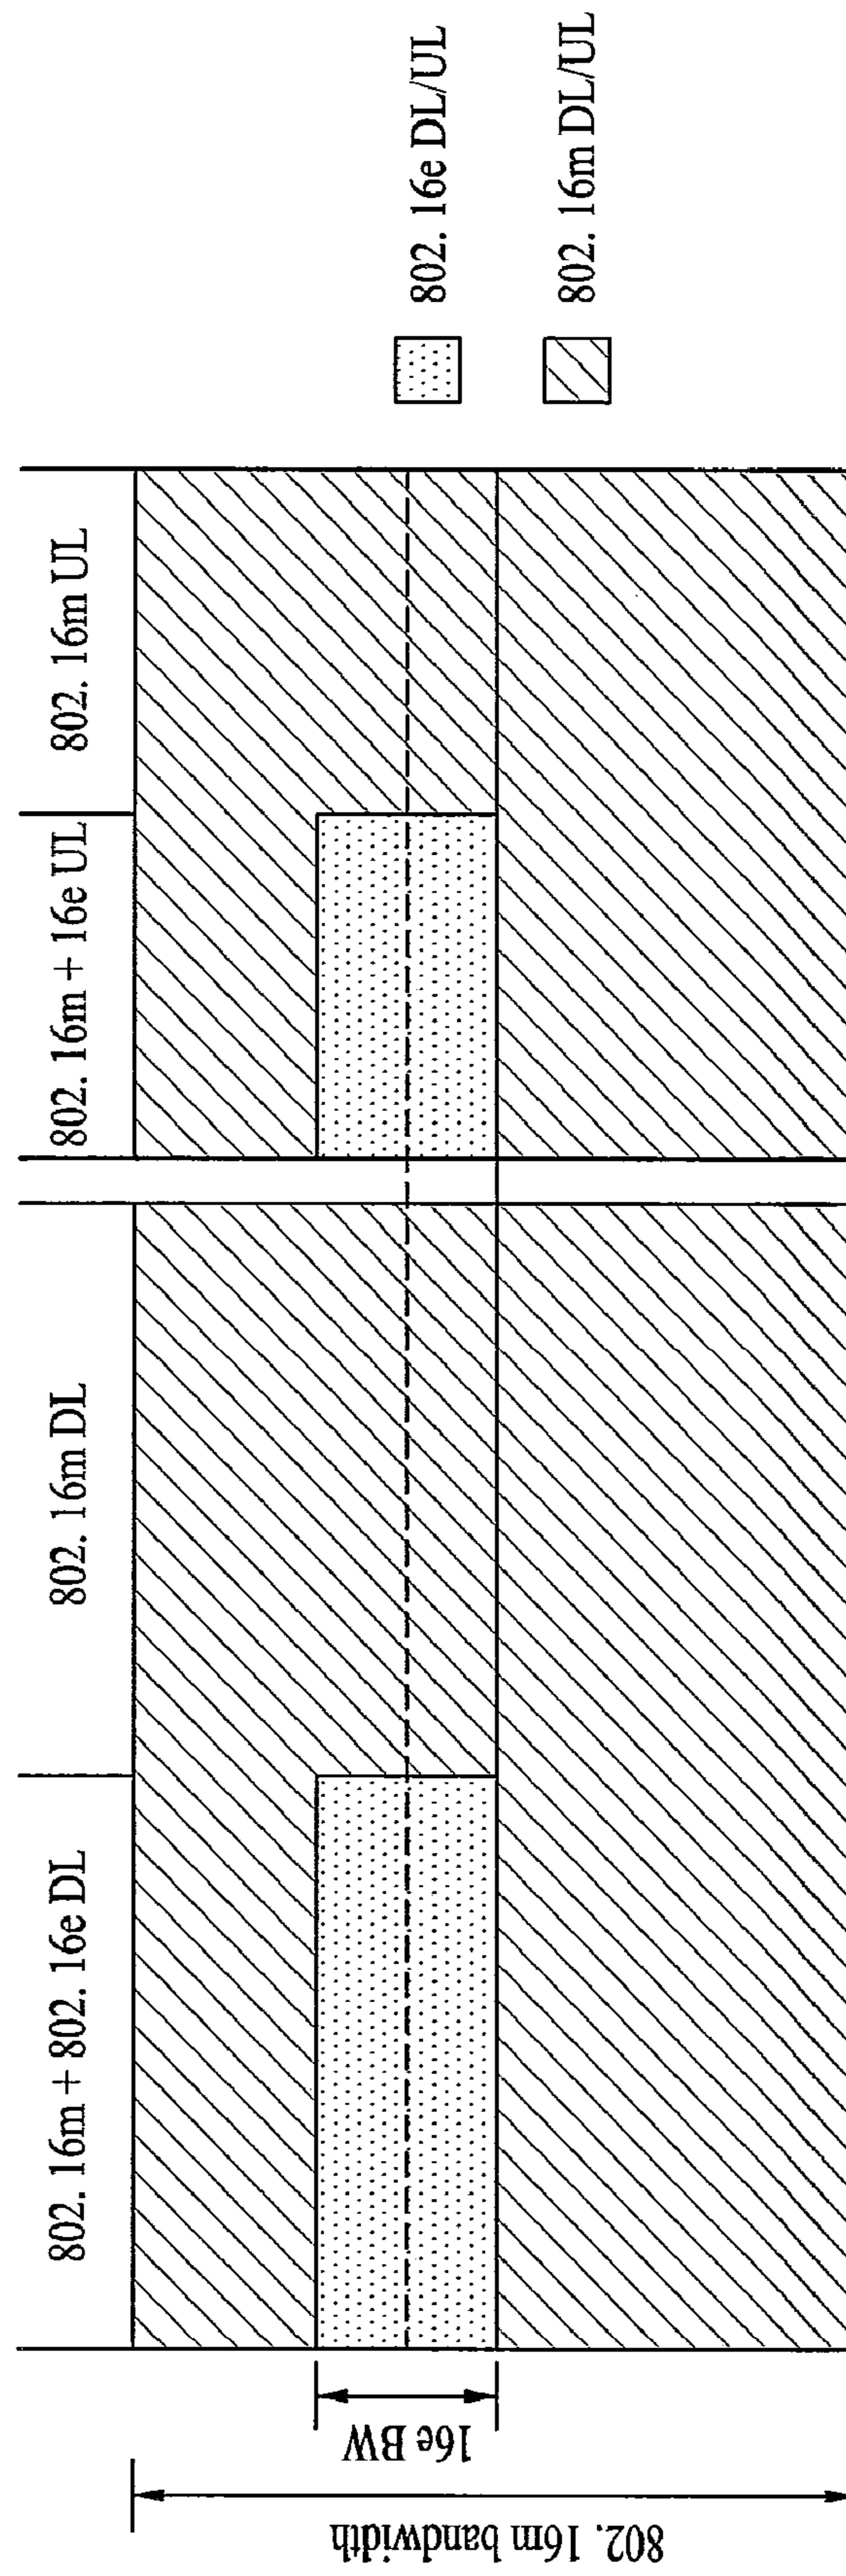 802. 16m + 802. 16e DL
802. 16m DL
802. 16m + 16e UL
802. 16m UL
802. 16m bandwidth
16e BW
802. 16e DL/UL
802. 16m DL/UL